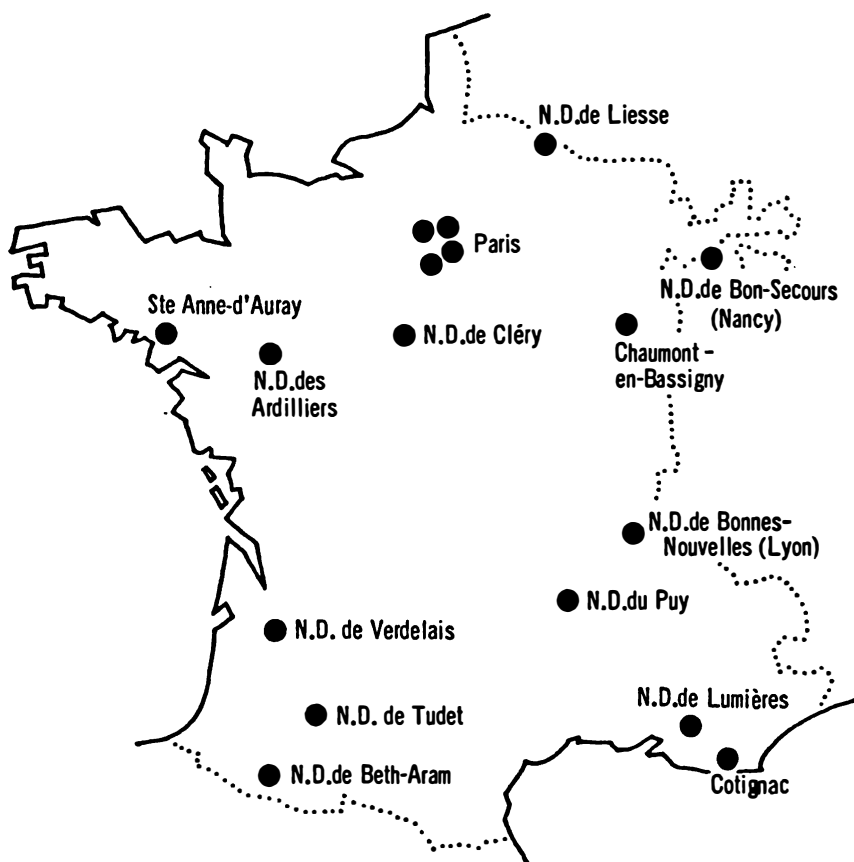 N.D.de Liesse
Paris
N.D.de Bon-Secours
(Nancy)
Ste Anne-d'Auray
N.D.de Cléry
Chaumont-
en-Bassigny
N.D.des
Ardilliers
N.D.de Bonnes-
Nouvelles (Lyon)
N.D.du Puy
N.D. de Verdelais
N.D.de Lumières
N.D. de Tudet
N.D.de Beth-Aram
Cotignac